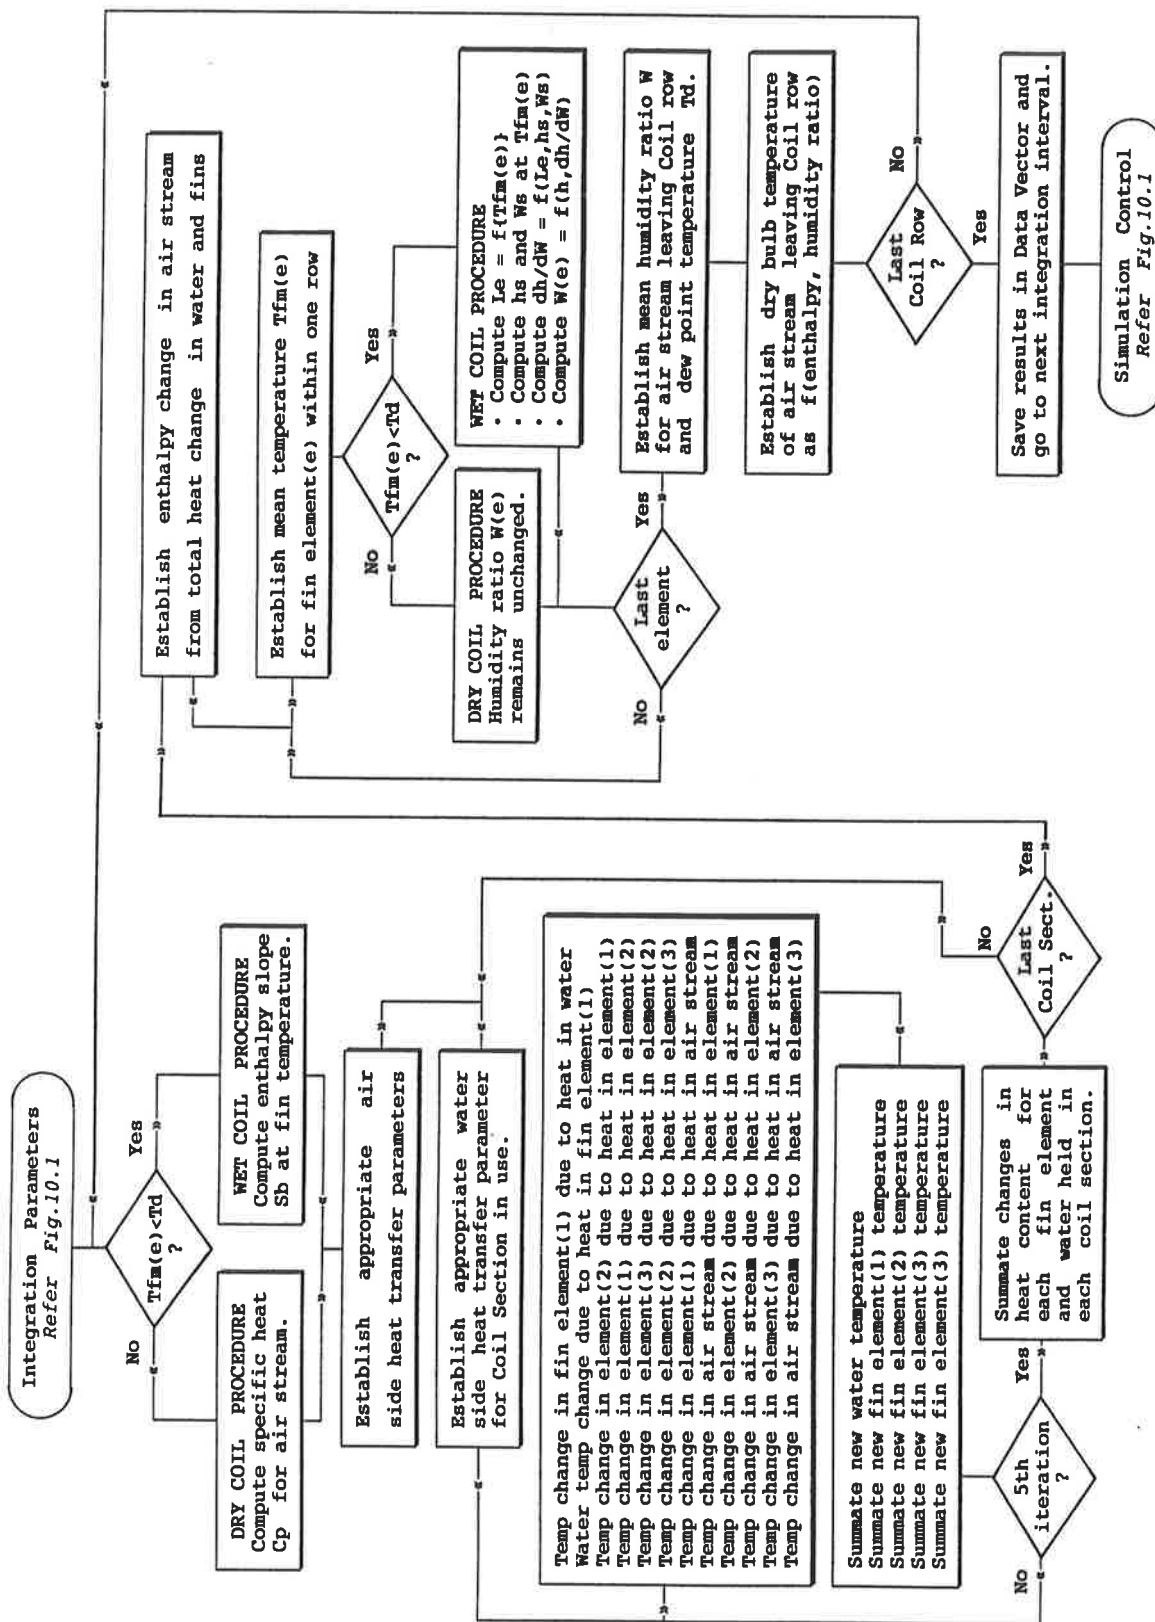 Integration Parameters
Refer Fig.10.1
Tfm(e)<Td
?
No
Yes
DRY COIL PROCEDURE
Compute specific heat
Cp for air stream.
WET COIL PROCEDURE
Compute enthalpy slope
Sb at fin temperature.
Establish appropriate air
side heat transfer parameters
Establish appropriate water
side heat transfer parameter
for Coil Section in use.
Temp change in fin element(1) due to heat in water
Water temp change due to heat in fin element(1)
Temp change in element(2) due to heat in element(1)
Temp change in element(1) due to heat in element(2)
Temp change in element(3) due to heat in element(2)
Temp change in element(2) due to heat in element(3)
Temp change in element(1) due to heat in air stream
Temp change in air stream due to heat in element(1)
Temp change in element(2) due to heat in air stream
Temp change in air stream due to heat in element(2)
Temp change in element(3) due to heat in air stream
Temp change in air stream due to heat in element(3)
Summate new water temperature
Summate new fin element(1) temperature
Summate new fin element(2) temperature
Summate new fin element(3) temperature
Summate new fin element(3) temperature
5th
iteration
?
No
Yes
Summate changes in
heat content for
each fin element
and water held in
each coil section.
Last
Coil Sect.
?
No
Yes
Establish enthalpy change in air stream
from total heat change in water and fins
Establish mean temperature Tfm(e)
for fin element(e) within one row
Tfm(e)<Td
?
No
Yes
DRY COIL PROCEDURE
Humidity ratio W(e)
remains unchanged.
WET COIL PROCEDURE
• Compute Le = f{Tfm(e)}
• Compute hs and Ws at Tfm(e)
• Compute dh/dW = f(Le,hs,Ws)
• Compute W(e) = f(h,dh/dW)
Last
element
?
No
Yes
Establish mean humidity ratio W
for air stream leaving Coil row
and dew point temperature Td.
Establish dry bulb temperature
of air stream leaving Coil row
as f(enthalpy, humidity ratio)
Last
Coil Row
?
No
Yes
Save results in Data Vector and
go to next integration interval.
Simulation Control
Refer Fig.10.1